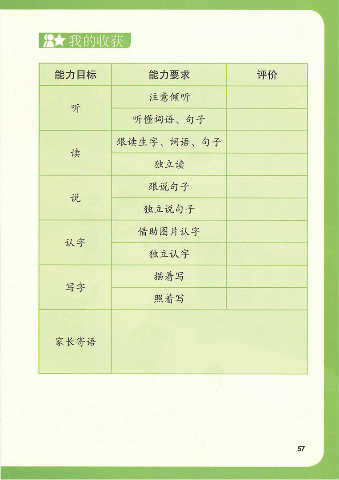 我的收获
能力目标 能力要求 评价
听 注意倾听
听懂词语、句子
读 跟读生字、词语、句子
独立读
说 跟说句子
独立说句子
认字 借助图片认字
独立认字
写字 描着写
照着写
家长寄语
57